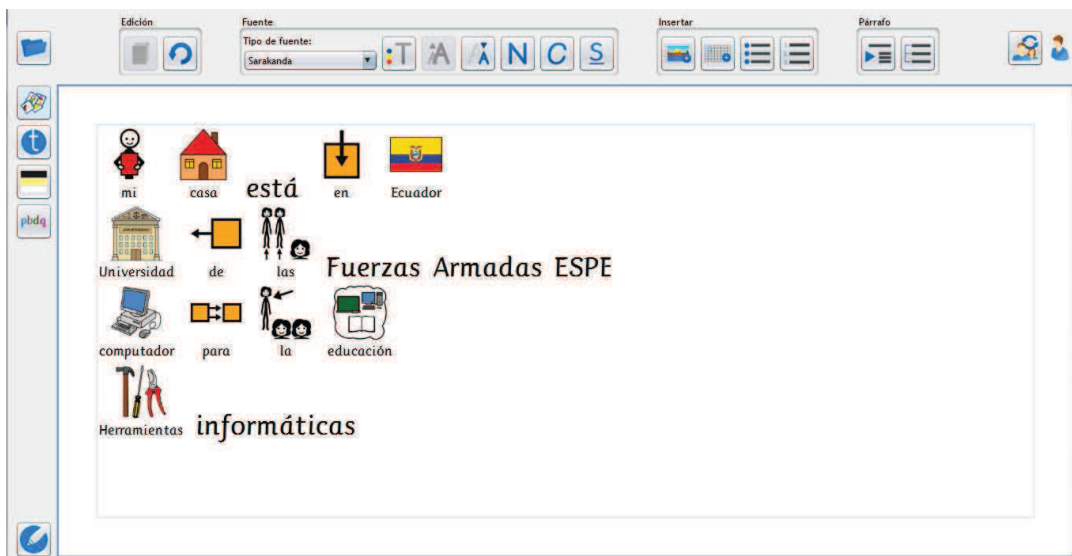 Edición Fuente Insertar Párrafo
Tipo de fuente:
Sarakanda :T A A N C S
t
pbdq
mi casa está en Ecuador
UNIVERSIDAD
Universidad de las Fuerzas Armadas ESPE
computador para la educación
Herramientas informáticas